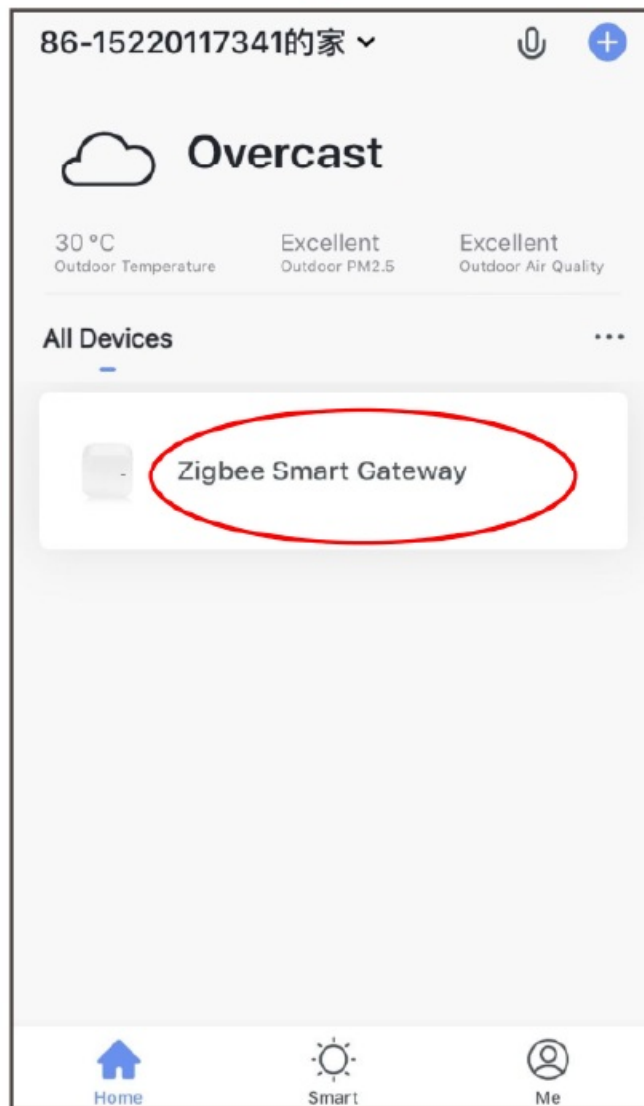 86-15220117341的家
Overcast
30 °C Excellent Excellent
Outdoor Temperature Outdoor PM2.5 Outdoor Air Quality
All Devices
Zigbee Smart Gateway
Home Smart Me